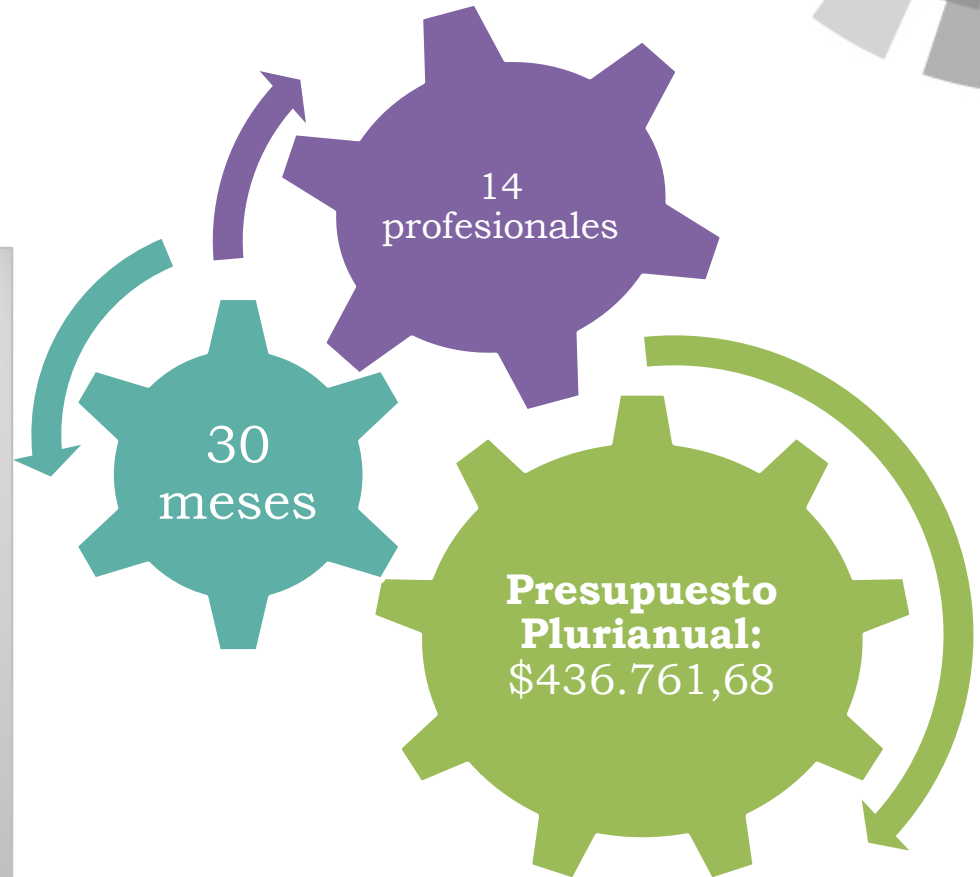 14
profesionales
30
meses
Presupuesto
Plurianual:
$436.761,68